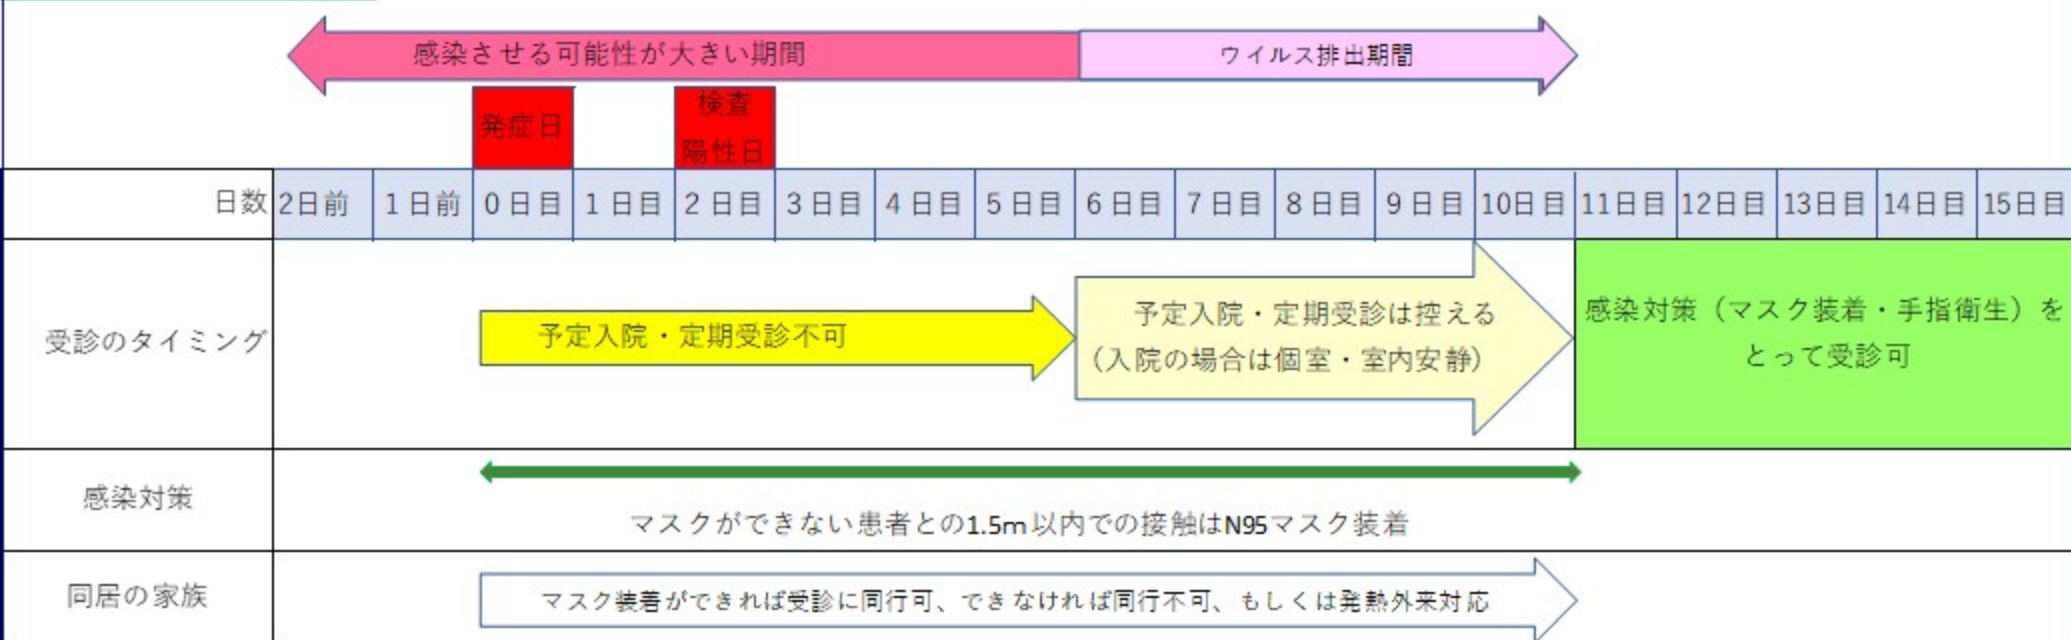 感染させる可能性が大きい期間
ウイルス排出期間
発症日
検査
陽性日
日数 2日前 1日前 0日目 1日目 2日目 3日目 4日目 5日目 6日目 7日目 8日目 9日目 10日目 11日目 12日目 13日目 14日目 15日目
受診のタイミング
予定入院・定期受診不可
予定入院・定期受診は控える
（入院の場合は個室・室内安静）
感染対策（マスク装着・手指衛生）を
とって受診可
感染対策
マスクができない患者との1.5m以内での接触はN95マスク装着
同居の家族
マスク装着ができれば受診に同行可、できなければ同行不可、もしくは発熱外来対応